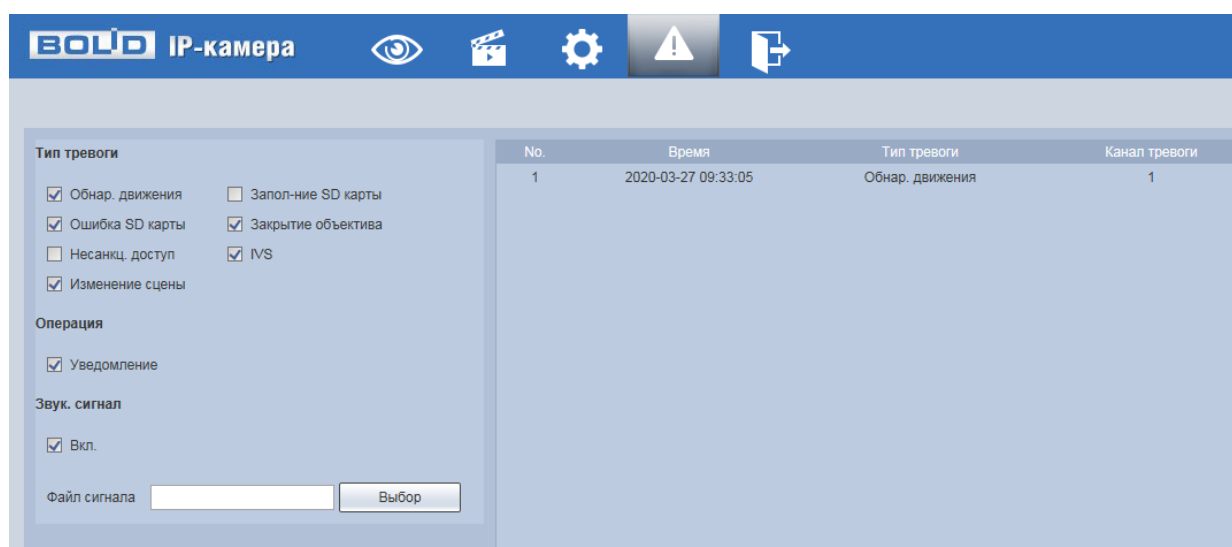 BOLID IP-камера
Тип тревоги
Обнар. движения
Запол-ние SD карты
Ошибка SD карты
Закрытие объектива
Несанкц. доступ
IVS
Изменение сцены
Операция
Уведомление
Звук. сигнал
Вкл.
Файл сигнала
Выбор
No. Время Тип тревоги Канал тревоги
1 2020-03-27 09:33:05 Обнар. движения 1